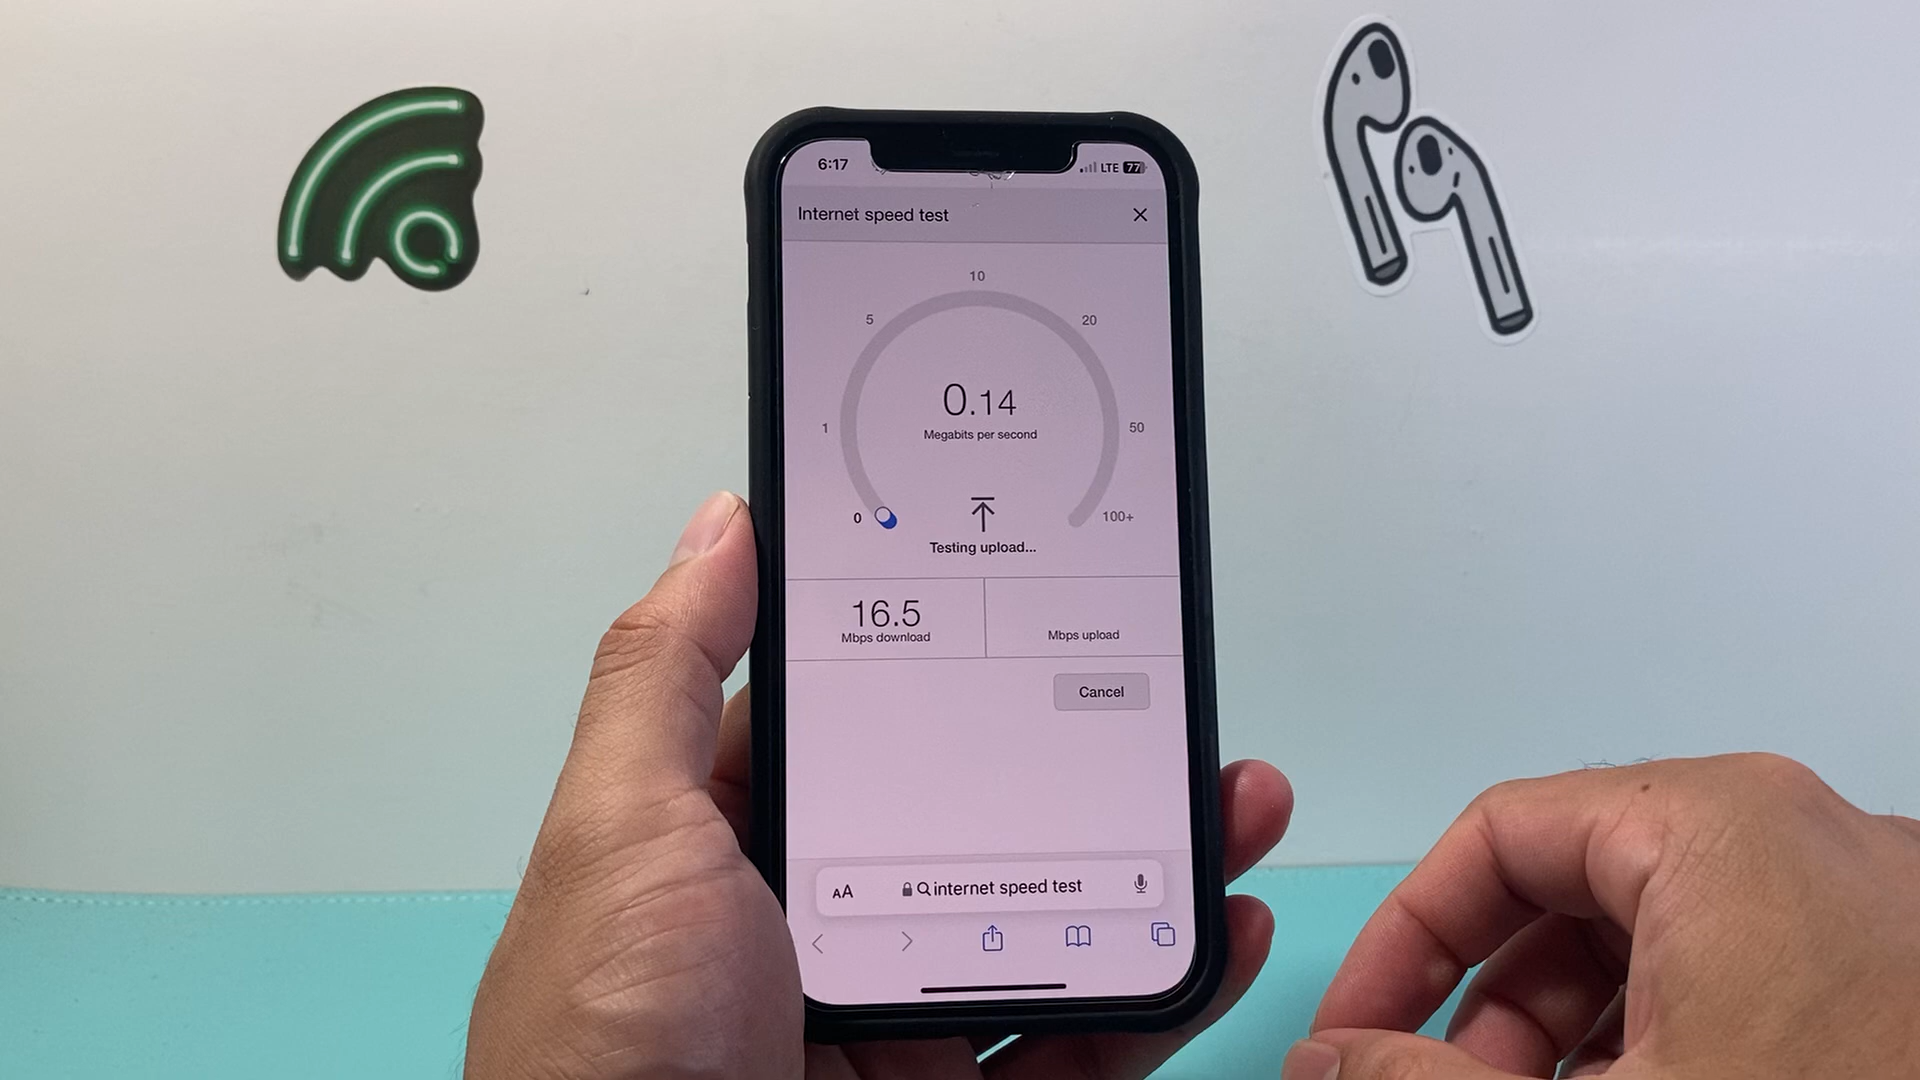 6:17
LTE 77
Internet speed test
10
5
20
0.14
Megabits per second
1
50
0
100+
Testing upload...
16.5
Mbps download
Mbps upload
Cancel
AA
internet speed test